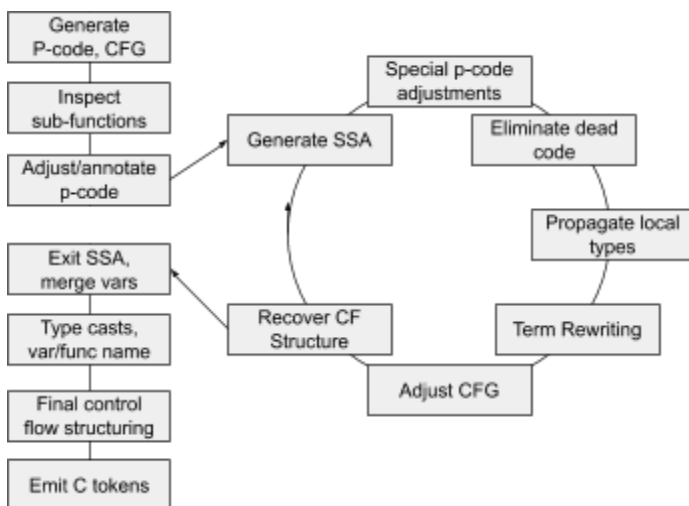 Generate
P-code, CFG
Inspect
sub-functions
Adjust/annotate
p-code
Generate SSA
Special p-code
adjustments
Eliminate dead
code
Propagate local
types
Term Rewriting
Adjust CFG
Recover CF
Structure
Exit SSA,
merge vars
Type casts,
var/func name
Final control
flow structuring
Emit C tokens